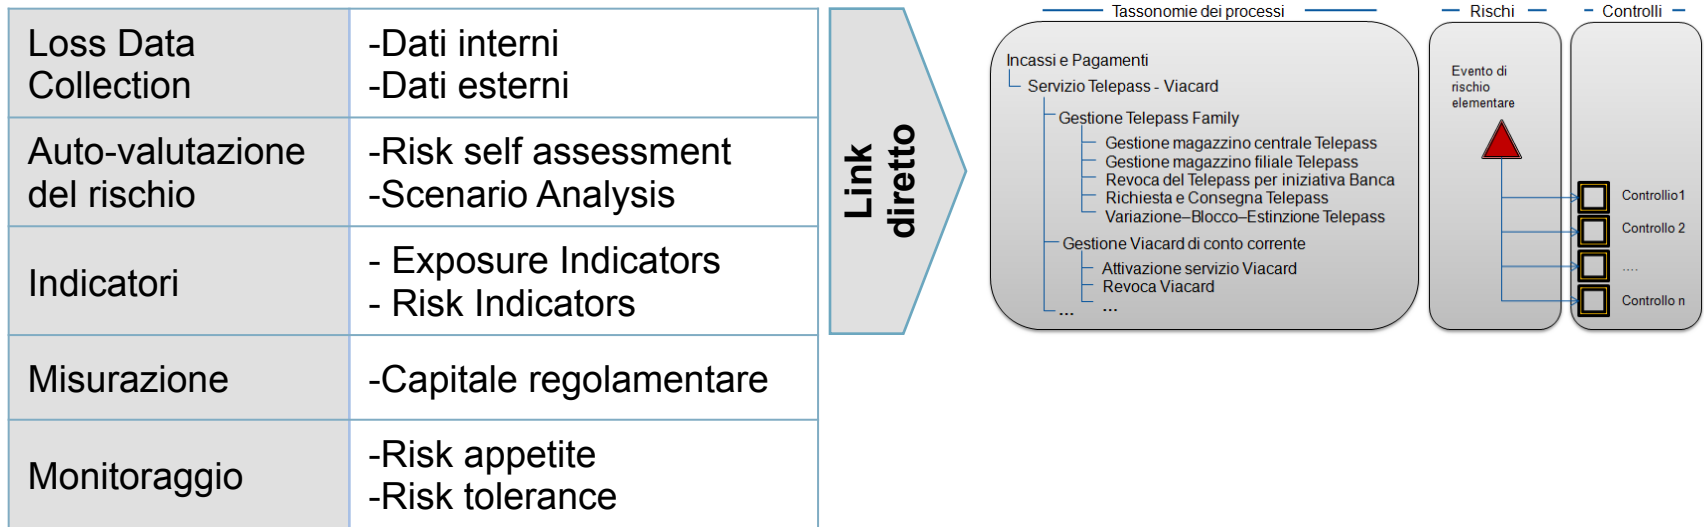 Loss Data
Collection
-Dati interni
-Dati esterni
Auto-valutazione
del rischio
-Risk self assessment
-Scenario Analysis
Indicatori
- Exposure Indicators
- Risk Indicators
Misurazione
-Capitale regolamentare
Monitoraggio
-Risk appetite
-Risk tolerance
Link
diretto
Tassonomie dei processi
Incassi e Pagamenti
Servizio Telepass - Viacard
Gestione Telepass Family
Gestione magazzino centrale Telepass
Gestione magazzino filiale Telepass
Revoca del Telepass per iniziativa Banca
Richiesta e Consegna Telepass
Variazione–Blocco–Estinzione Telepass
Gestione Viacard di conto corrente
Attivazione servizio Viacard
Revoca Viacard
...
...
Rischi
Evento di
rischio
elementare
Controlli
Controllio1
Controllo 2
....
Controllo n